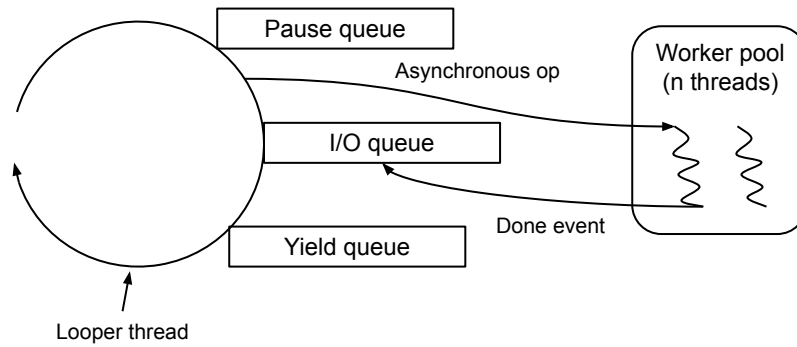 Pause queue
Worker pool
(n threads)
Asynchronous op
I/O queue
Done event
Yield queue
Looper thread